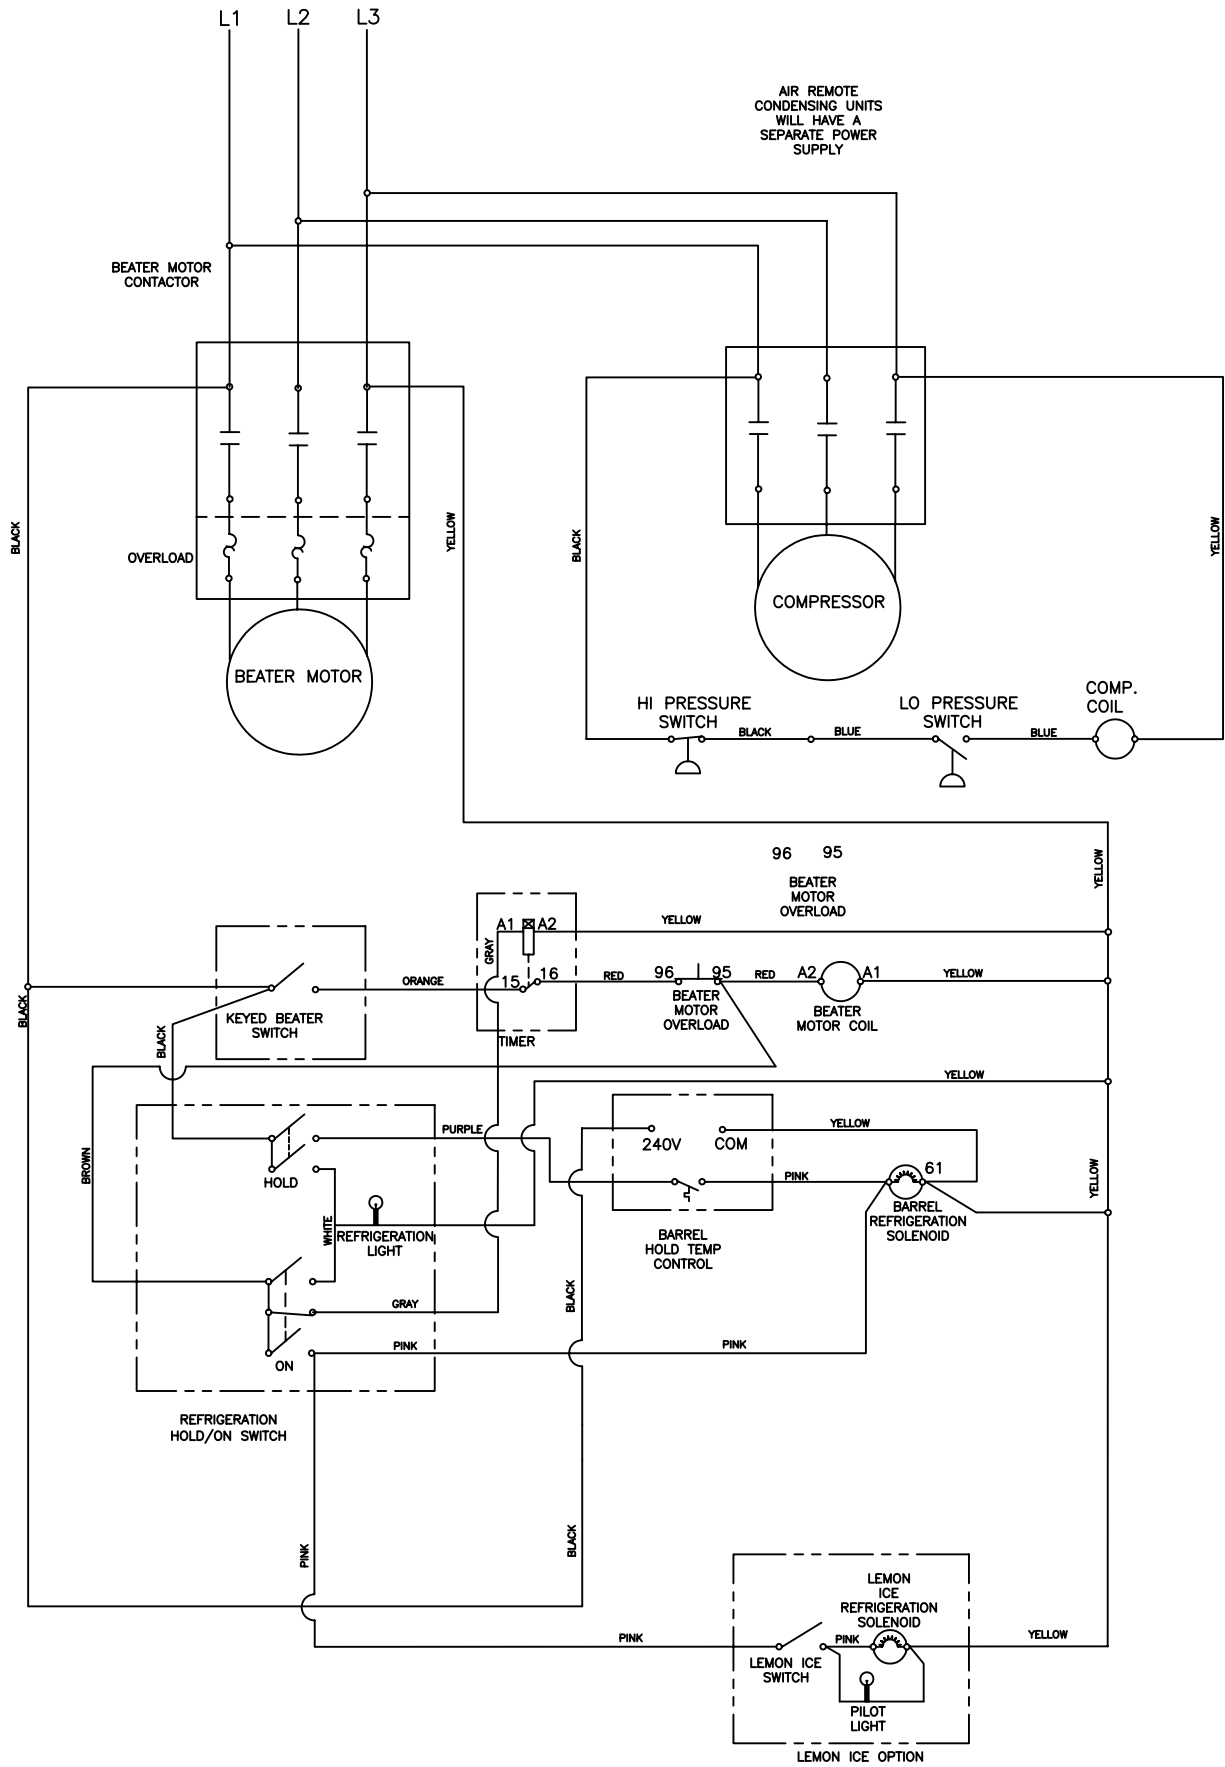 L1 L2 L3
AIR REMOTE
CONDENSING UNITS
WILL HAVE A
SEPARATE POWER
SUPPLY
BEATER MOTOR
CONTACTOR
BLACK
OVERLOAD
YELLOW
BLACK
YELLOW
COMPRESSOR
BEATER MOTOR
HI PRESSURE
SWITCH
BLACK
BLUE
LO PRESSURE
SWITCH
BLUE
COMP.
COIL
96 95
BEATER
MOTOR
OVERLOAD
YELLOW
A1 A2
YELLOW
GRAY
ORANGE
15 16
RED
96 95
BEATER
MOTOR
OVERLOAD
RED
A2 A1
BEATER
MOTOR COIL
YELLOW
TIMER
BLACK
KEYED BEATER
SWITCH
BLACK
YELLOW
PURPLE
240V COM
YELLOW
BROWN
HOLD
PINK
61
BARREL
REFRIGERATION
SOLENOID
YELLOW
WHITE
REFRIGERATION
LIGHT
BARREL
HOLD TEMP
CONTROL
BLACK
GRAY
PINK
PINK
ON
REFRIGERATION
HOLD/ON SWITCH
PINK
BLACK
LEMON
ICE
REFRIGERATION
SOLENOID
PINK
PINK
YELLOW
LEMON ICE
SWITCH
PILOT
LIGHT
LEMON ICE OPTION